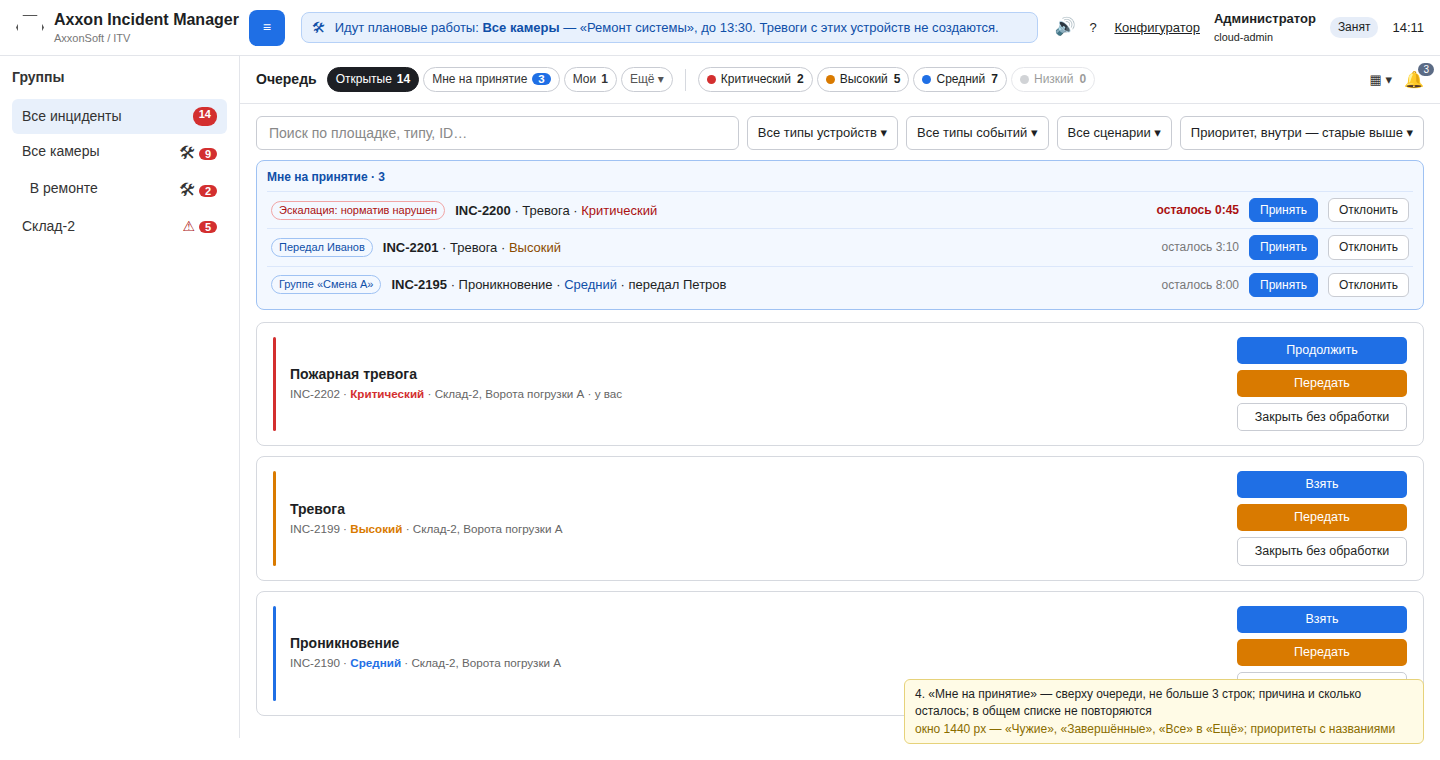 Axxon Incident Manager
AxxonSoft / ITV
≡
🛠 Идут плановые работы: Все камеры — «Ремонт системы», до 13:30. Тревоги с этих устройств не создаются.
?
Конфигуратор
Администратор
cloud-admin
Занят
14:11
Группы
Все инциденты 14
Все камеры 🛠 9
В ремонте 🛠 2
Склад-2 ⚠ 5
Очередь
Открытые 14
Мне на принятие 3
Мои 1
Ещё ▾
Критический 2
Высокий 5
Средний 7
Низкий 0
▦ ▾
3
Поиск по площадке, типу, ID…
Все типы устройств ▾
Все типы событий ▾
Все сценарии ▾
Приоритет, внутри — старые выше ▾
Мне на принятие · 3
Эскалация: норматив нарушен INC-2200 · Тревога · Критический осталось 0:45 Принять Отклонить
Передал Иванов INC-2201 · Тревога · Высокий осталось 3:10 Принять Отклонить
Группе «Смена А» INC-2195 · Проникновение · Средний · передал Петров осталось 8:00 Принять Отклонить
Пожарная тревога
INC-2202 · Критический · Склад-2, Ворота погрузки А · у вас
Продолжить
Передать
Закрыть без обработки
Тревога
INC-2199 · Высокий · Склад-2, Ворота погрузки А
Взять
Передать
Закрыть без обработки
Проникновение
INC-2190 · Средний · Склад-2, Ворота погрузки А
Взять
Передать
4. «Мне на принятие» — сверху очереди, не больше 3 строк; причина и сколько
осталось; в общем списке не повторяются
окно 1440 px — «Чужие», «Завершённые», «Все» в «Ещё»; приоритеты с названиями